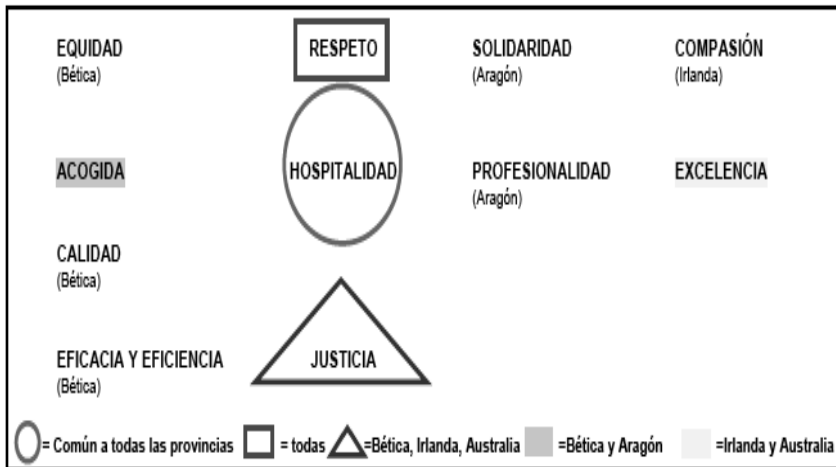 EQUIDAD
(Bética)
RESPETO
SOLIDARIDAD
(Aragón)
COMPASIÓN
(Irlanda)
ACOGIDA
HOSPITALIDAD
PROFESIONALIDAD
(Aragón)
EXCELENCIA
CALIDAD
(Bética)
EFICACIA Y EFICIENCIA
(Bética)
JUSTICIA
= Común a todas las provincias
= todas
=Bética, Irlanda, Australia
=Bética y Aragón
=Irlanda y Australia